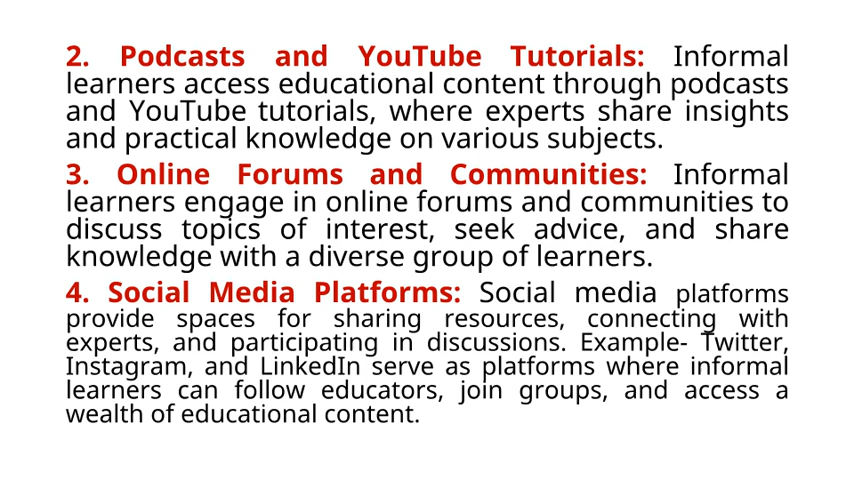 2. Podcasts and YouTube Tutorials: Informal
learners access educational content through podcasts
and YouTube tutorials, where experts share insights
and practical knowledge on various subjects.
3. Online Forums and Communities: Informal
learners engage in online forums and communities to
discuss topics of interest, seek advice, and share
knowledge with a diverse group of learners.
4. Social Media Platforms: Social media platforms
provide spaces for sharing resources, connecting with
experts, and participating in discussions. Example- Twitter,
Instagram, and LinkedIn serve as platforms where informal
learners can follow educators, join groups, and access a
wealth of educational content.